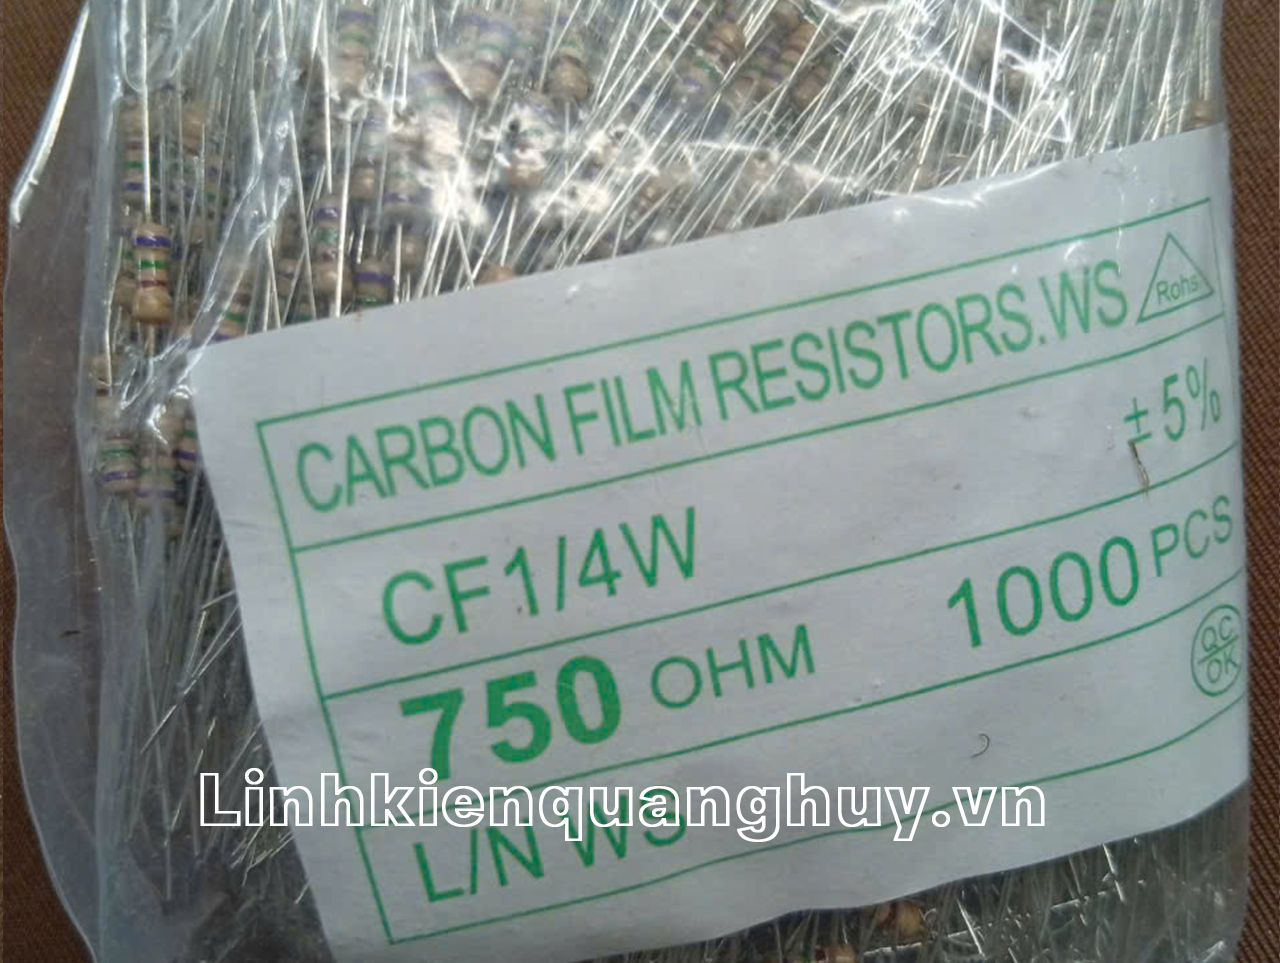 CARBON FILM RESISTORS.WS
Rohs
± 5%
CF1/4W
750 OHM
1000 PCS
QC
OK
L/N WS
Linhkienquanghuy.vn